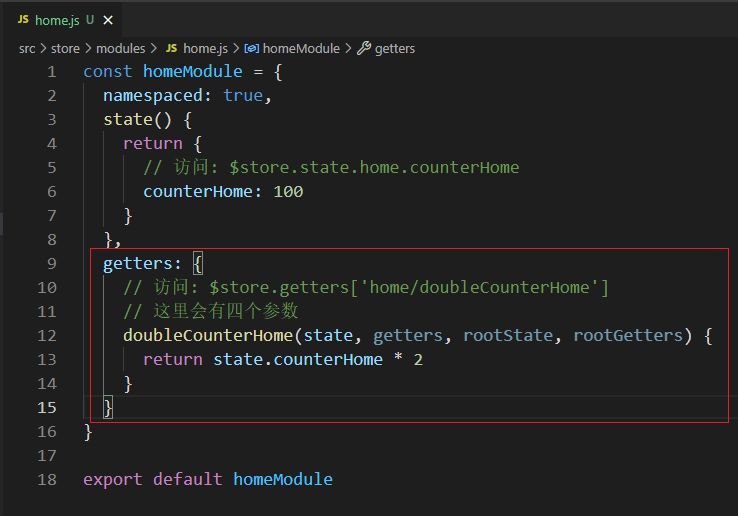 JS home.js U ×
src > store > modules > JS home.js > homeModule > getters
1 const homeModule = {
2   namespaced: true,
3   state() {
4     return {
5       // 访问: $store.state.home.counterHome
6       counterHome: 100
7     }
8   },
9   getters: {
10     // 访问: $store.getters['home/doubleCounterHome']
11     // 这里会有四个参数
12     doubleCounterHome(state, getters, rootState, rootGetters) {
13       return state.counterHome * 2
14     }
15   }
16 }
17
18 export default homeModule